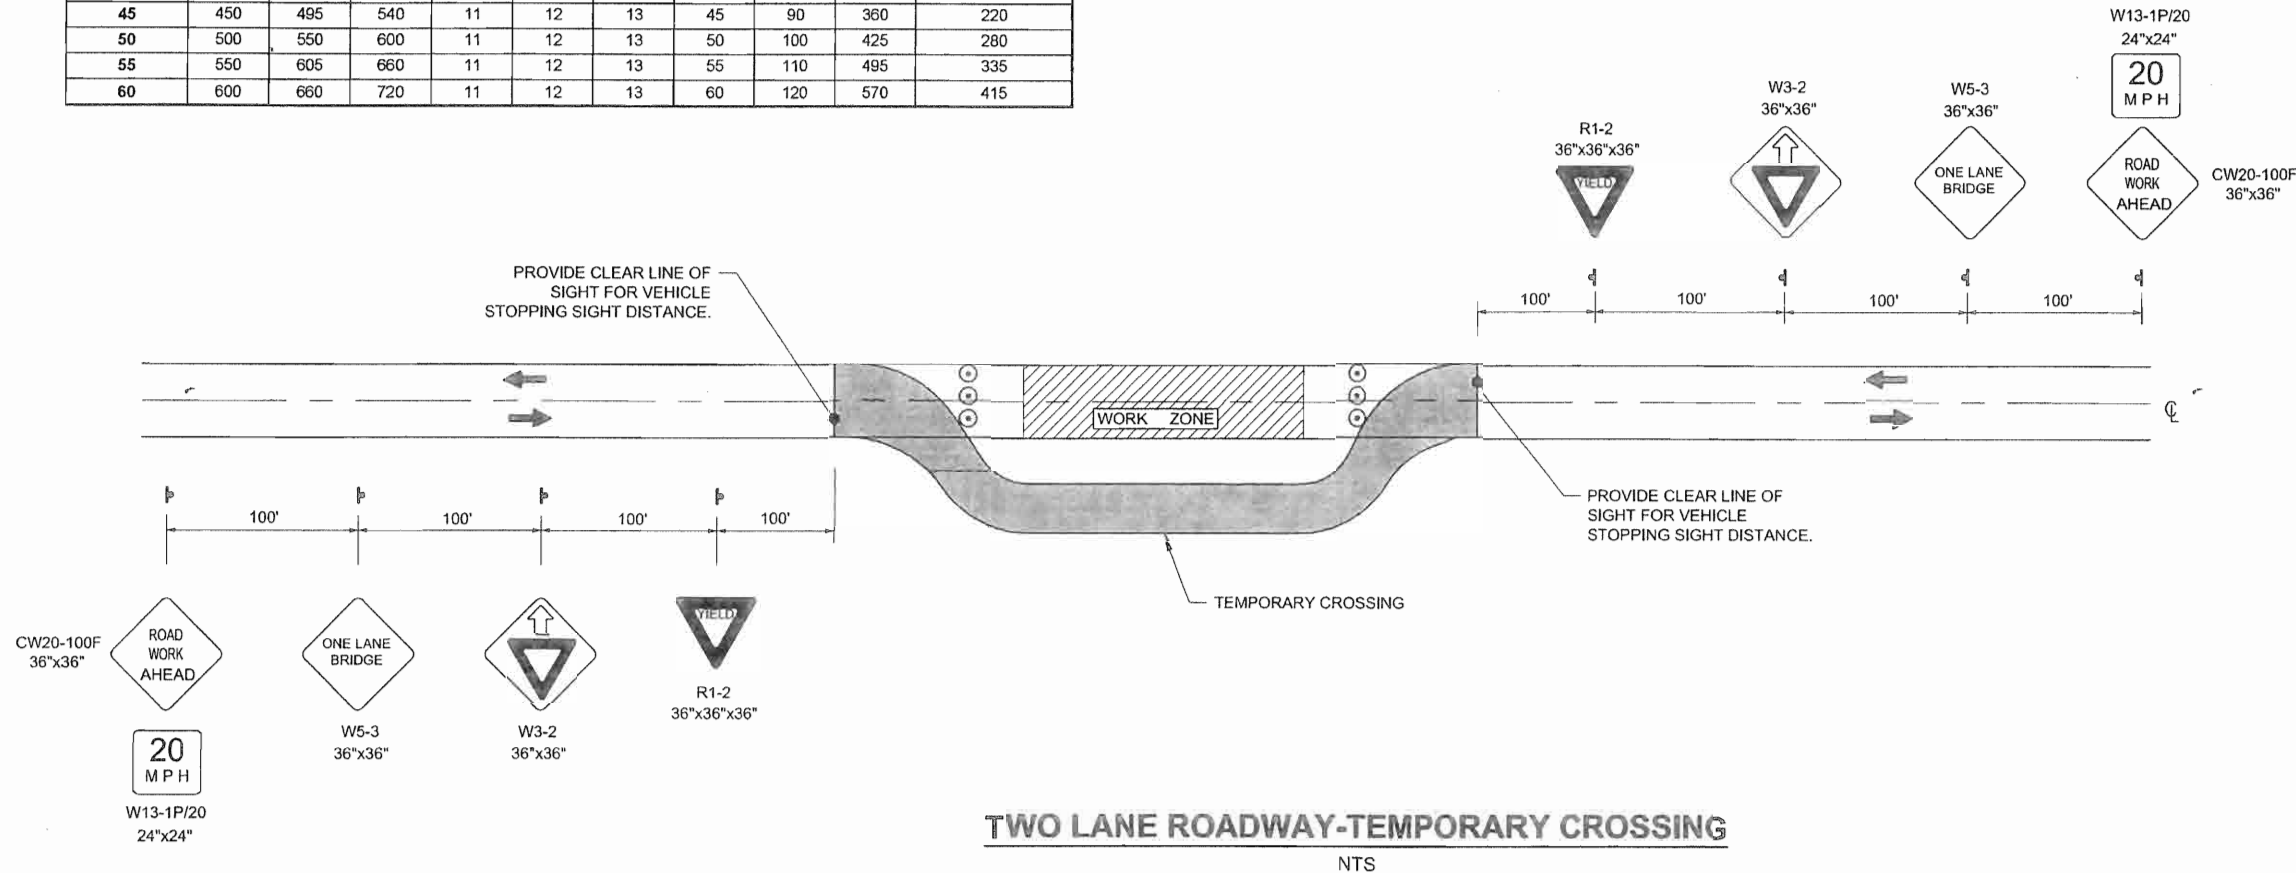 45 450 495 540 11 12 13 45 90 360 220
50 500 550 600 11 12 13 50 100 425 280
55 550 605 660 11 12 13 55 110 495 335
60 600 660 720 11 12 13 60 120 570 415
W13-1P/20
24"x24"
20
MPH
W3-2
36"x36"
W5-3
36"x36"
R1-2
36"x36"x36"
YIELD
ONE LANE
BRIDGE
ROAD
WORK
AHEAD
CW20-100F
36"x36"
PROVIDE CLEAR LINE OF
SIGHT FOR VEHICLE
STOPPING SIGHT DISTANCE.
100' 100' 100' 100'
WORK ZONE
℄
100' 100' 100' 100'
PROVIDE CLEAR LINE OF
SIGHT FOR VEHICLE
STOPPING SIGHT DISTANCE.
TEMPORARY CROSSING
CW20-100F
36"x36"
ROAD
WORK
AHEAD
ONE LANE
BRIDGE
YIELD
R1-2
36"x36"x36"
20
MPH
W5-3
36"x36"
W3-2
36"x36"
W13-1P/20
24"x24"
TWO LANE ROADWAY-TEMPORARY CROSSING
NTS